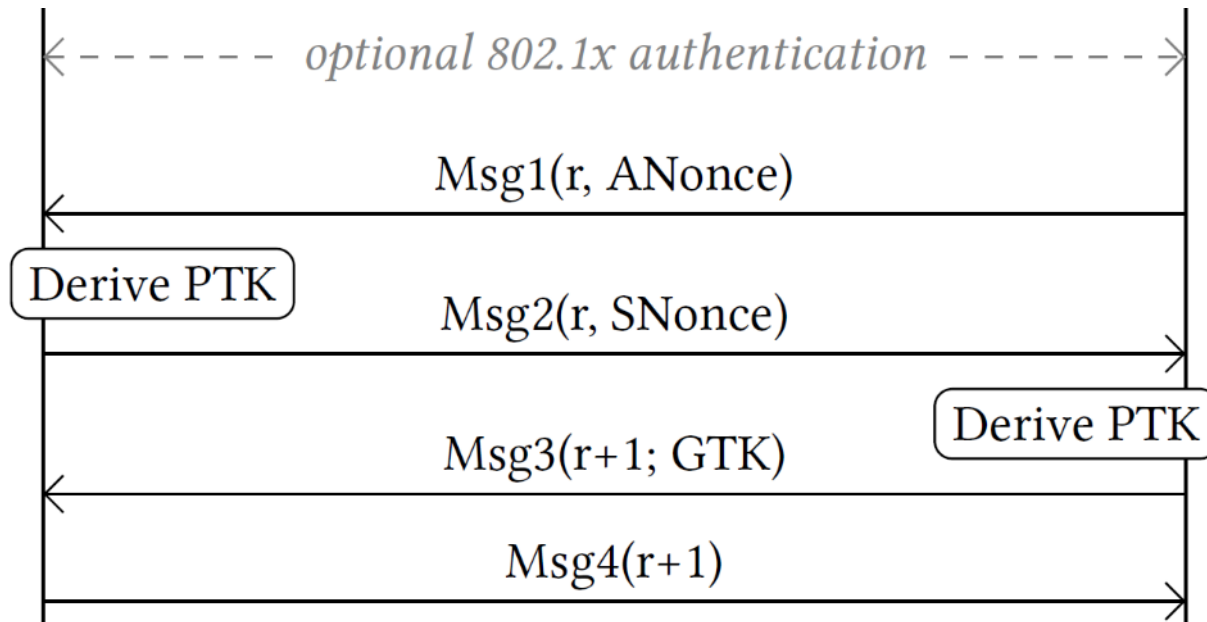 optional 802.1x authentication
Msg1(r, ANonce)
Derive PTK
Msg2(r, SNonce)
Derive PTK
Msg3(r+1; GTK)
Msg4(r+1)